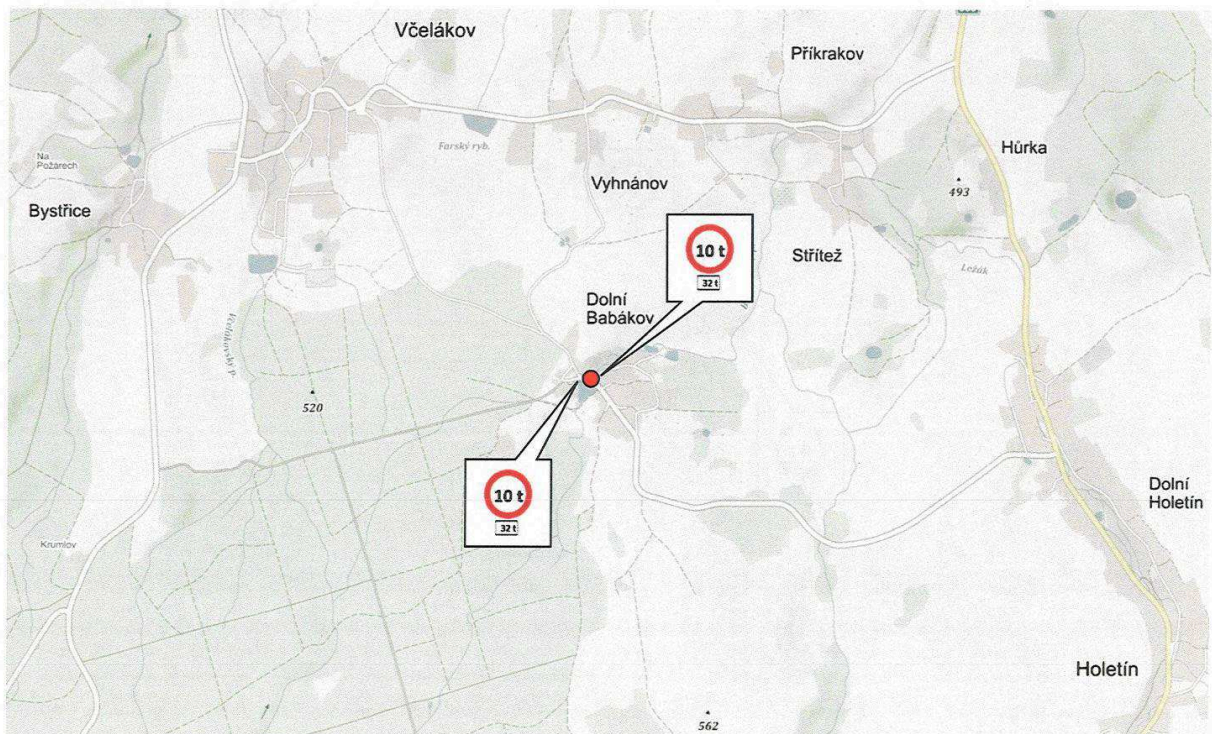 Včelákov
Příkrakov
Farský ryb.
Hůrka
Na
Požárech
Vyhnánov
493
Bystřice
10 t
32 t
Střítež
Ležák
Dolní
Babákov
Včelákovský p.
520
10 t
32 t
Dolní
Holetín
Krumlov
Holetín
562